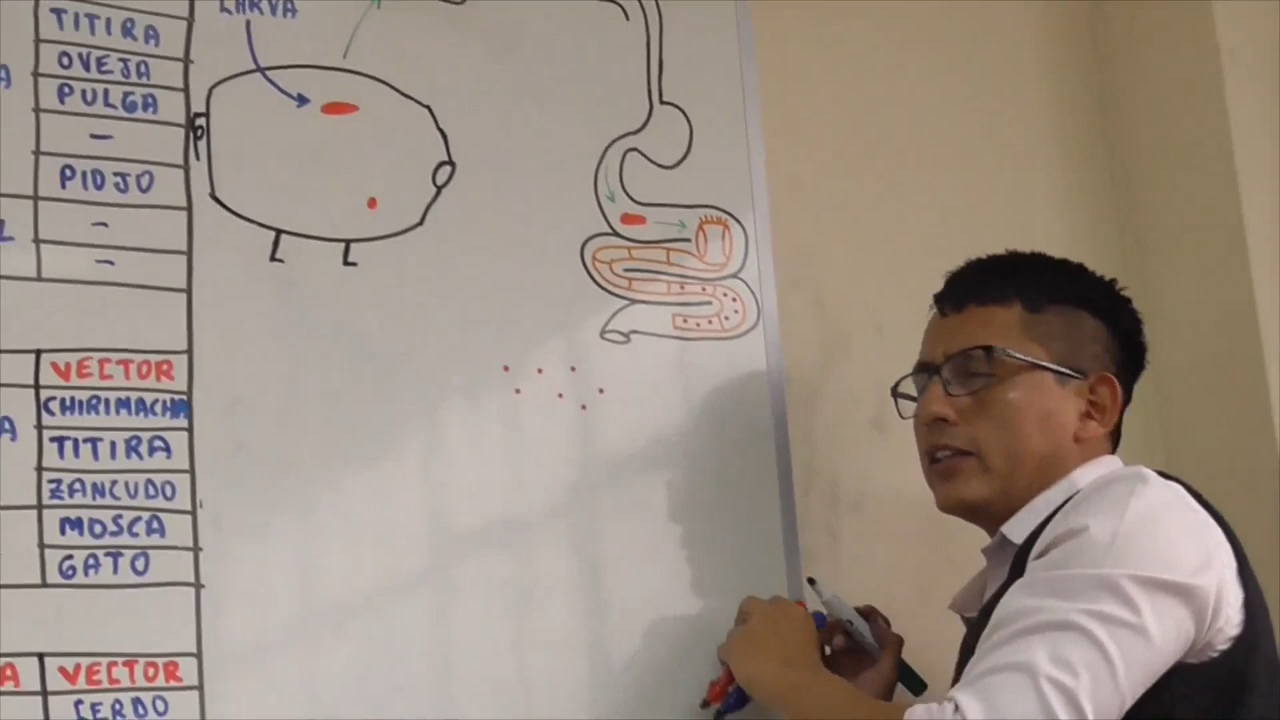 LARVA
TITIRA
OVEJA
PULGA
-
PIOJO
-
-
VECTOR
CHIRIMACHA
TITIRA
ZANCUDO
MOSCA
GATO
VECTOR
CERDO